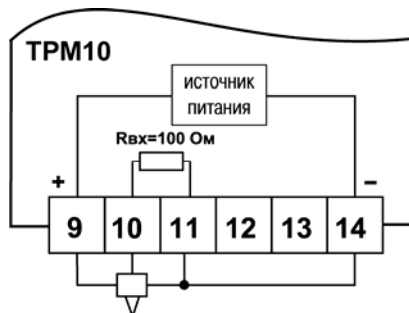 ТРМ10
источник
питания
Rвх=100 Ом
+ –
9 10 11 12 13 14